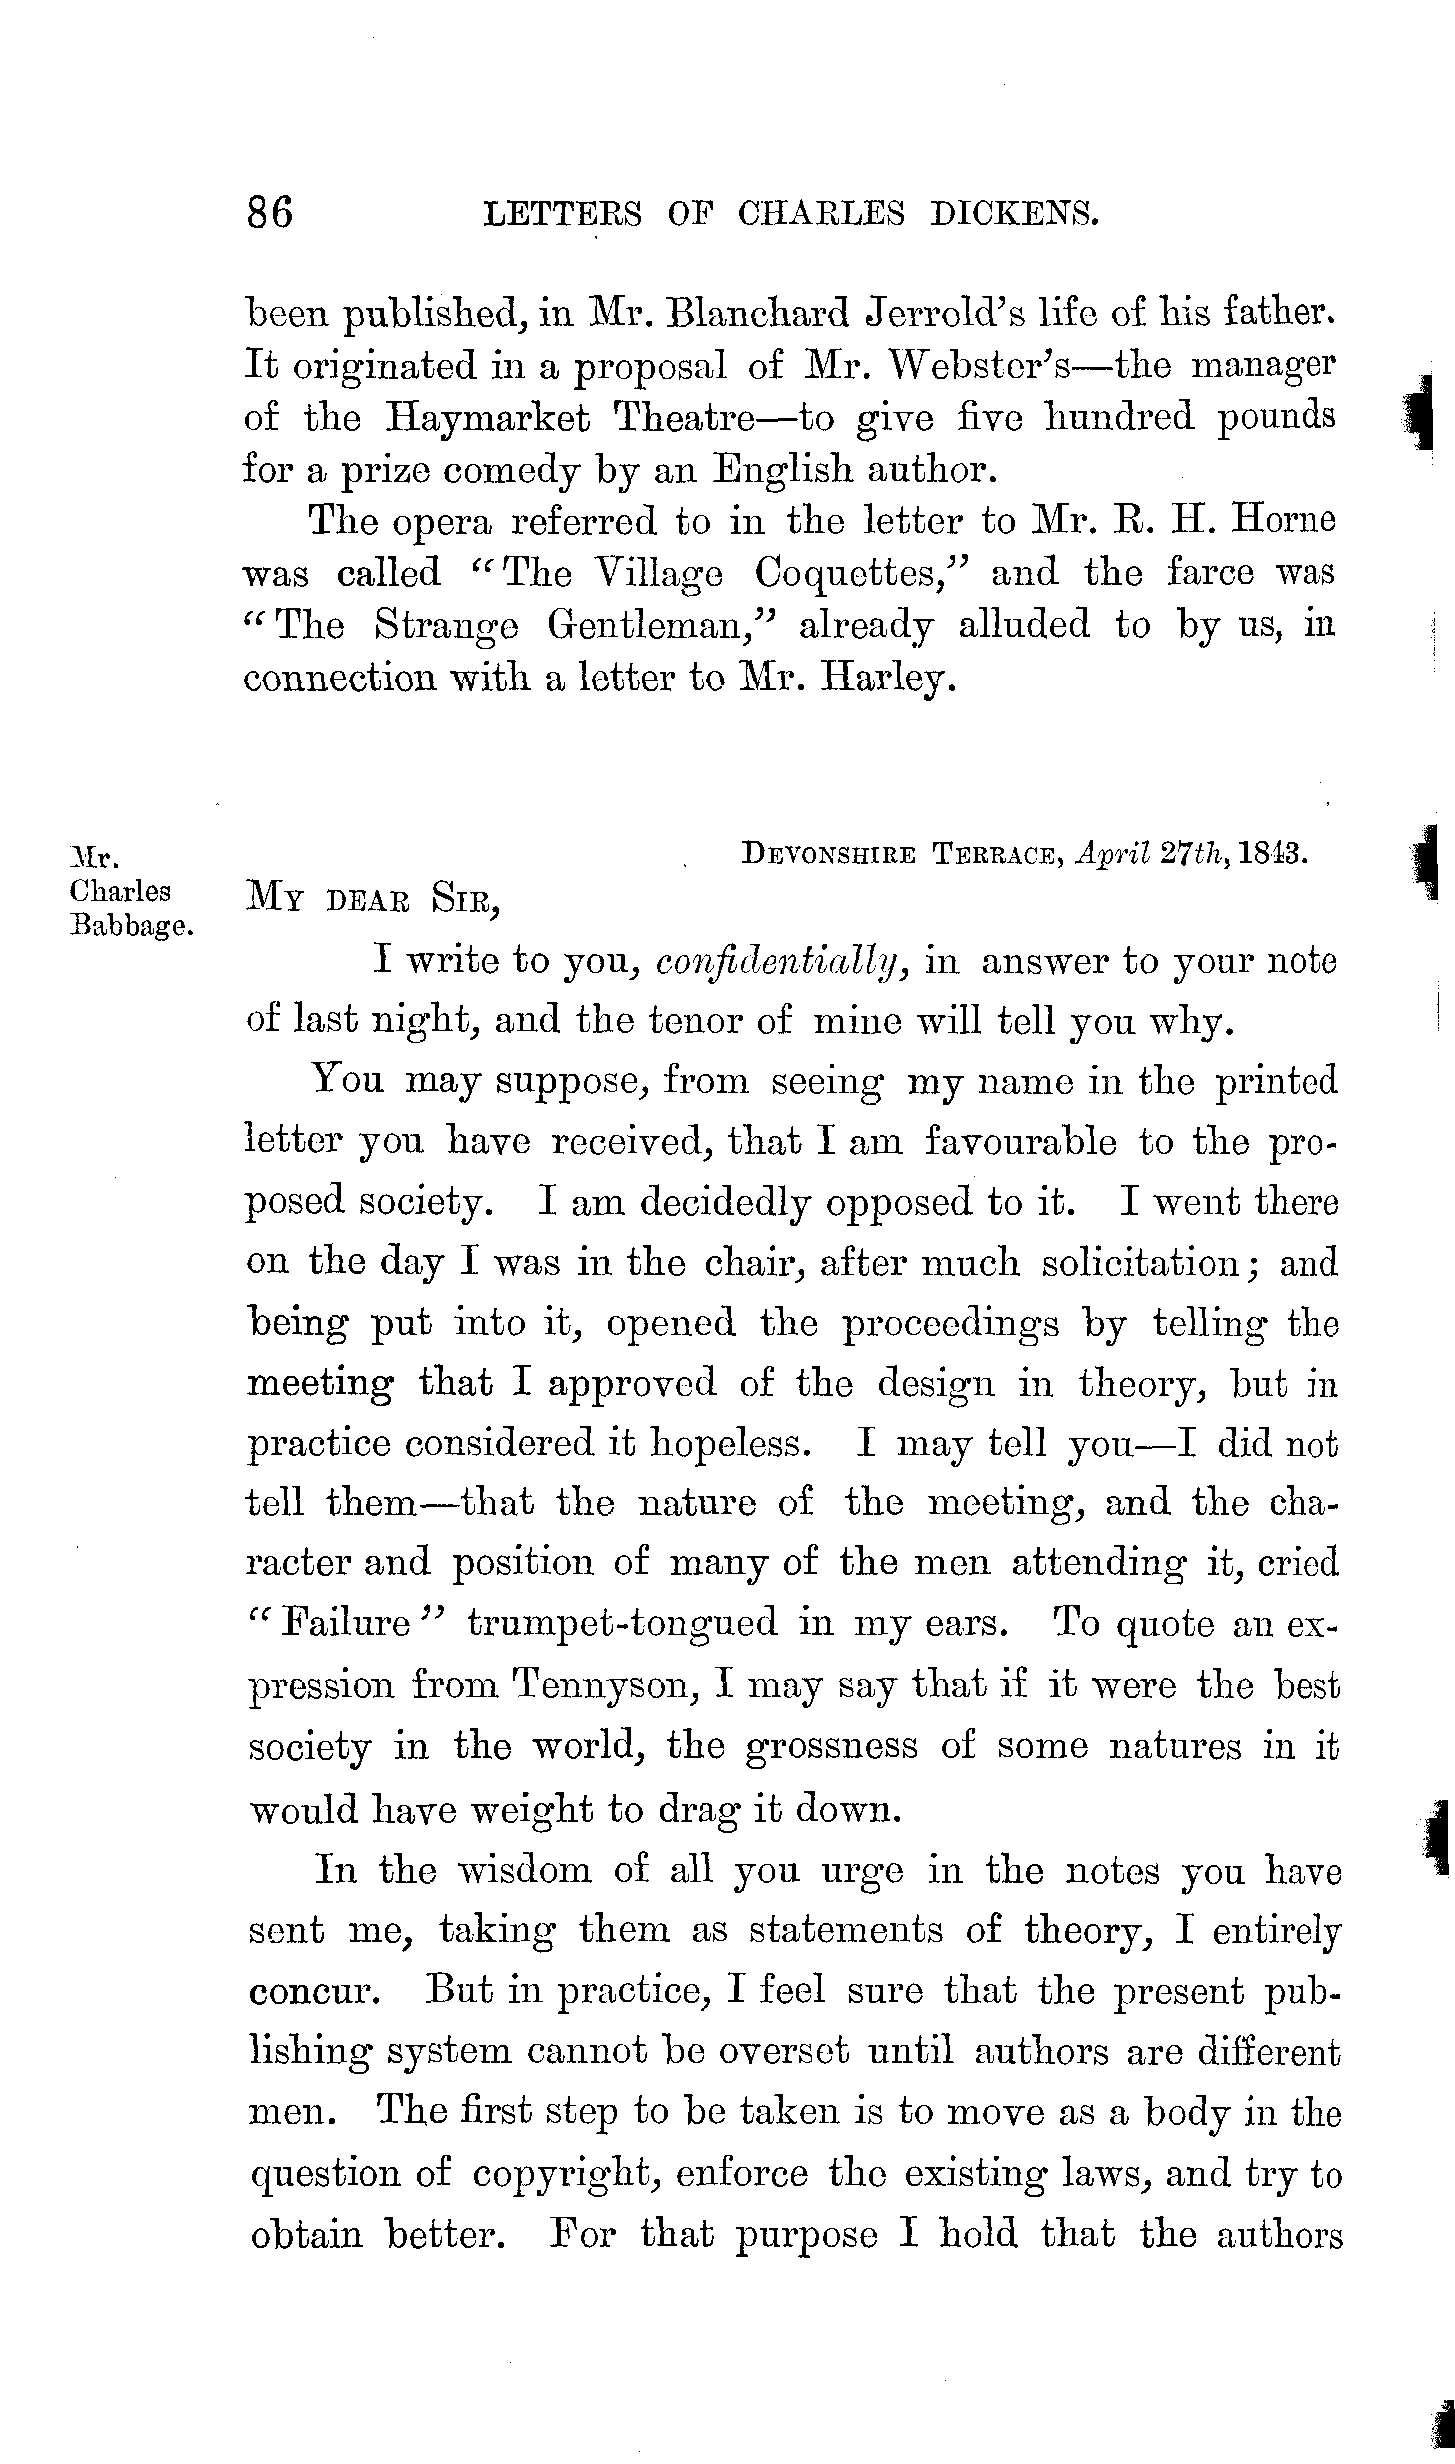 86 LETTERS OF CHARLES DICKENS.
been published, in Mr. Blanchard Jerrold's life of his father.
It originated in a proposal of Mr. Webster's—the manager
of the Haymarket Theatre—to give five hundred pounds
for a prize comedy by an English author.
The opera referred to in the letter to Mr. R. H. Horne
was called “The Village Coquettes,” and the farce was
“The Strange Gentleman,” already alluded to by us, in
connection with a letter to Mr. Harley.
DEVONSHIRE TERRACE, April 27th, 1843.
Mr.
Charles
Babbage.
MY DEAR SIR,
I write to you, confidentially, in answer to your note
of last night, and the tenor of mine will tell you why.
You may suppose, from seeing my name in the printed
letter you have received, that I am favourable to the pro-
posed society. I am decidedly opposed to it. I went there
on the day I was in the chair, after much solicitation; and
being put into it, opened the proceedings by telling the
meeting that I approved of the design in theory, but in
practice considered it hopeless. I may tell you—I did not
tell them—that the nature of the meeting, and the cha-
racter and position of many of the men attending it, cried
“Failure” trumpet-tongued in my ears. To quote an ex-
pression from Tennyson, I may say that if it were the best
society in the world, the grossness of some natures in it
would have weight to drag it down.
In the wisdom of all you urge in the notes you have
sent me, taking them as statements of theory, I entirely
concur. But in practice, I feel sure that the present pub-
lishing system cannot be overset until authors are different
men. The first step to be taken is to move as a body in the
question of copyright, enforce the existing laws, and try to
obtain better. For that purpose I hold that the authors